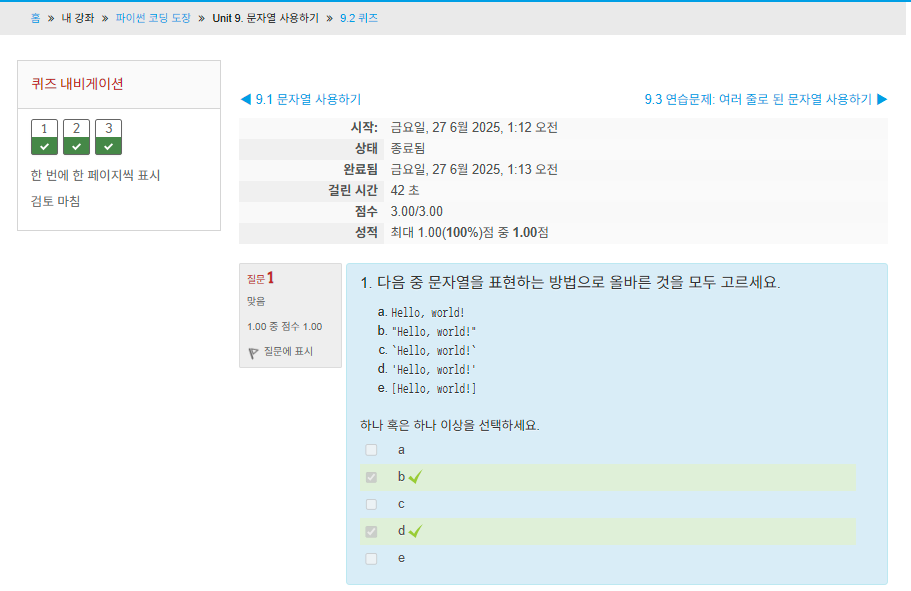 홈 » 내 강좌 » 파이썬 코딩 도장 » Unit 9. 문자열 사용하기 » 9.2 퀴즈
퀴즈 내비게이션
1 2 3
한 번에 한 페이지씩 표시
검토 마침
◀ 9.1 문자열 사용하기
9.3 연습문제: 여러 줄로 된 문자열 사용하기 ▶
시작: 금요일, 27 6월 2025, 1:12 오전
상태 종료됨
완료됨 금요일, 27 6월 2025, 1:13 오전
걸린 시간 42 초
점수 3.00/3.00
성적 최대 1.00(100%)점 중 1.00점
질문 1
맞음
1.00 중 점수 1.00
질문에 표시
1. 다음 중 문자열을 표현하는 방법으로 올바른 것을 모두 고르세요.
a. Hello, world!
b. "Hello, world!"
c. `Hello, world!`
d. 'Hello, world!'
e. [Hello, world!]
하나 혹은 하나 이상을 선택하세요.
a
b
c
d
e